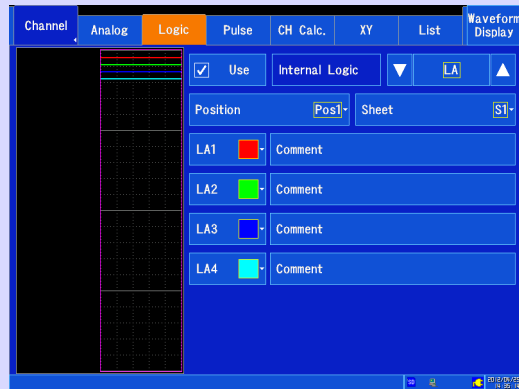 Channel Analog Logic Pulse CH Calc. XY List Waveform Display
Use Internal Logic LA
Position Pos1 Sheet S1
LA1 Comment
LA2 Comment
LA3 Comment
LA4 Comment
SD